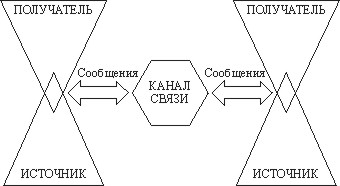 ПОЛУЧАТЕЛЬ
ПОЛУЧАТЕЛЬ
Сообщения
Сообщения
КАНАЛ
СВЯЗИ
ИСТОЧНИК
ИСТОЧНИК